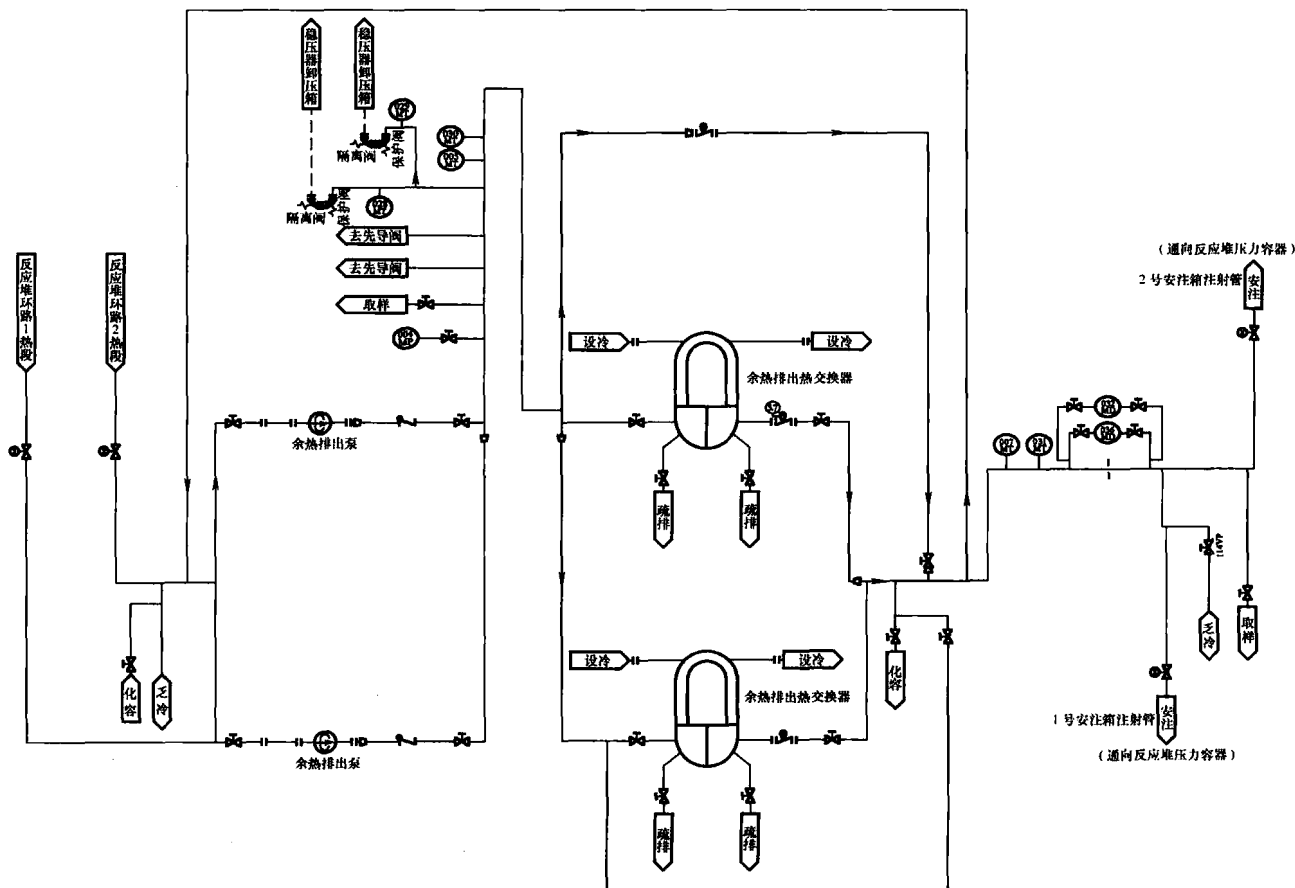 稳压器卸压箱
稳压器卸压箱
隔离阀
保护阀
隔离阀
保护阀
去先导阀
去先导阀
取样
反应堆环路1热段
反应堆环路2热段
(通向反应堆压力容器)
2号安注箱注射管
安注
设冷
设冷
余热排出热交换器
余热排出泵
疏排
疏排
设冷
设冷
余热排出热交换器
化容
乏冷
化容
乏冷
取样
1号安注箱注射管
安注
(通向反应堆压力容器)
余热排出泵
疏排
疏排